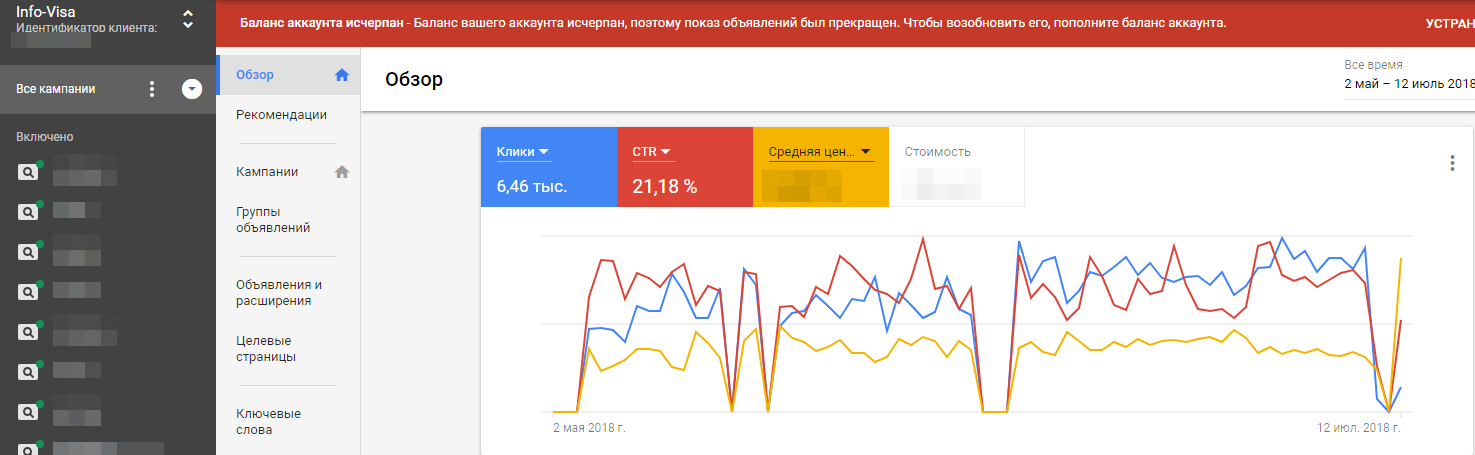 Info-Visa
Идентификатор клиента:
Баланс аккаунта исчерпан - Баланс вашего аккаунта исчерпан, поэтому показ объявлений был прекращен. Чтобы возобновить его, пополните баланс аккаунта.
УСТРАН
Все кампании
Включено
Обзор
Рекомендации
Кампании
Группы
объявлений
Объявления и
расширения
Целевые
страницы
Ключевые
слова
Обзор
Все время
2 май – 12 июль 2018
Клики
6,46 тыс.
CTR
21,18 %
Средняя цен...
Стоимость
2 мая 2018 г.
12 июл. 2018 г.